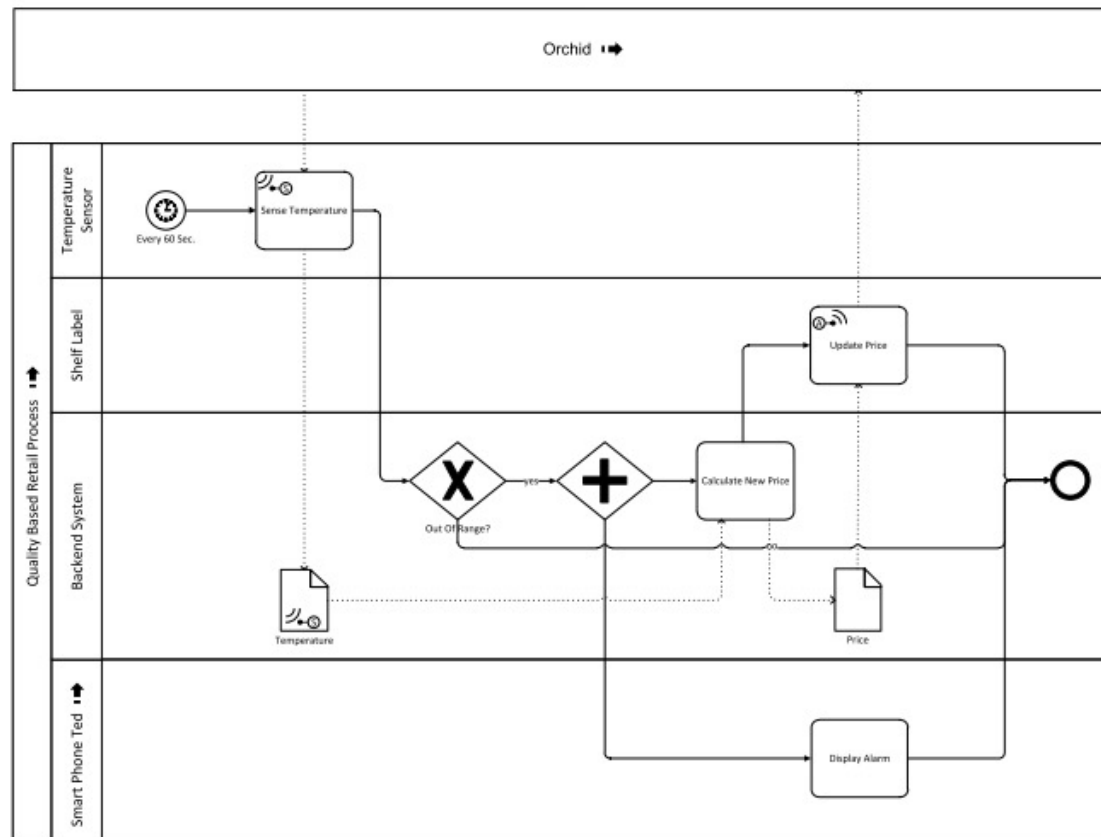 Orchid
Quality Based Retail Process
Temperature
Sensor
Every 60 Sec.
S
Sense Temperature
Shelf Label
A
Update Price
Backend System
X
Out Of Range?
yes
Calculate New Price
no
S
Temperature
Price
Smart Phone Ted
Display Alarm